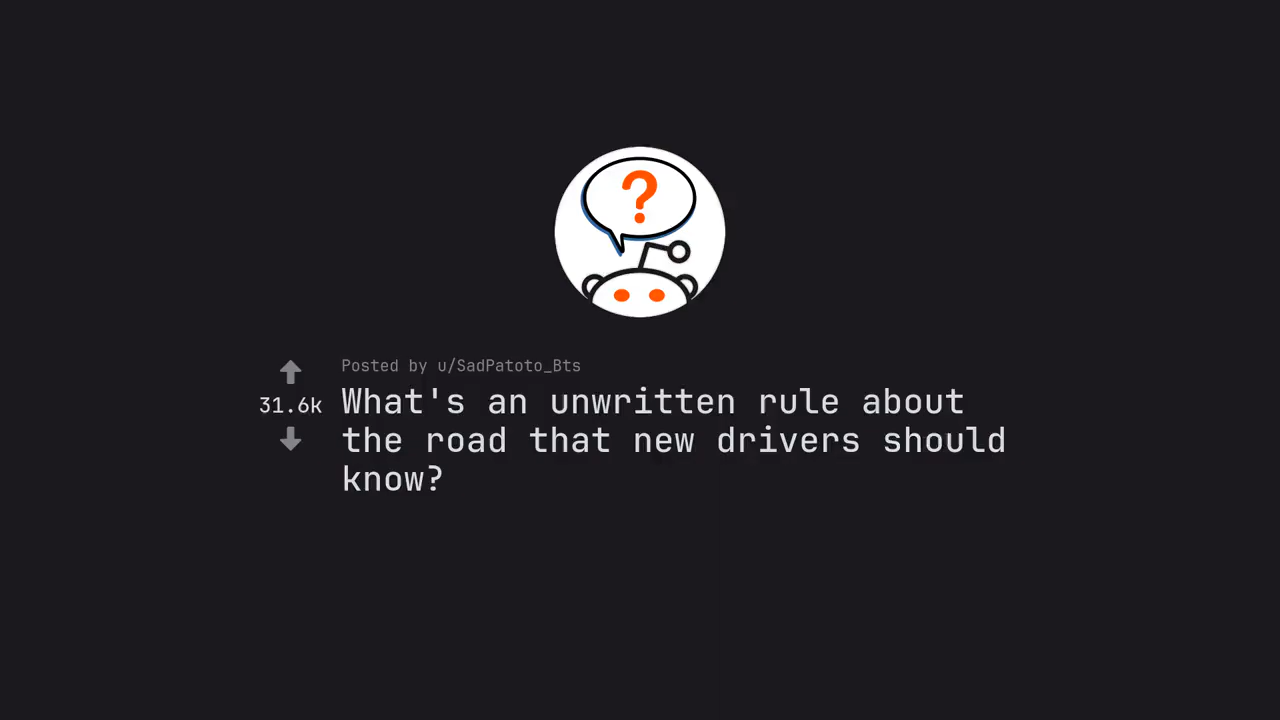 ?
Posted by u/SadPatoto_Bts
31.6k
What's an unwritten rule about
the road that new drivers should
know?